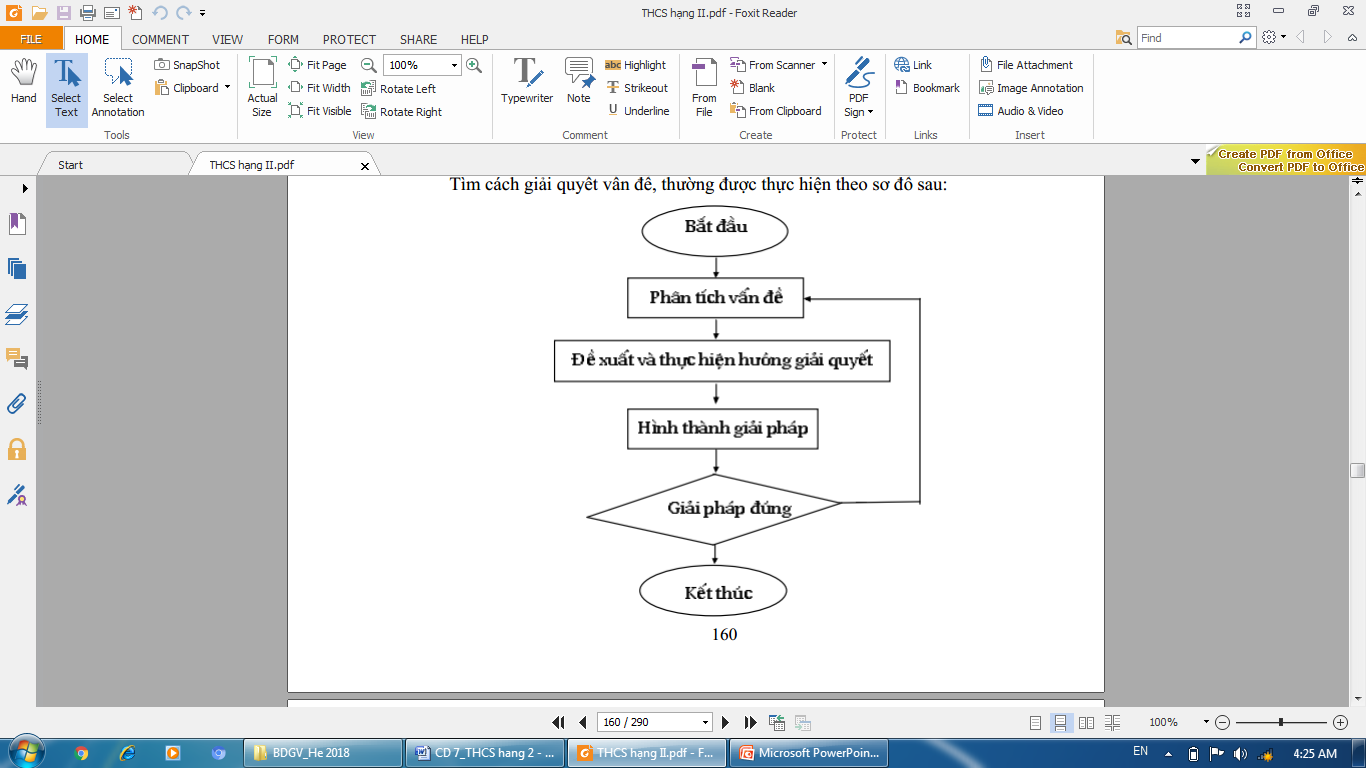 THCS hạng II.pdf - Foxit Reader
FILE HOME COMMENT VIEW FORM PROTECT SHARE HELP
Find
Hand
Select Text
Select Annotation
SnapShot
Clipboard
Tools
Actual Size
Fit Page
Fit Width
Fit Visible
100%
Rotate Left
Rotate Right
View
Typewriter
Note
abc Highlight
T Strikeout
U Underline
Comment
From File
From Scanner
Blank
From Clipboard
Create
PDF Sign
Protect
Link
Bookmark
Links
File Attachment
Image Annotation
Audio & Video
Insert
Start
THCS hạng II.pdf
Create PDF from Office
Convert PDF to Office
Tìm cách giải quyết vấn đề, thường được thực hiện theo sơ đồ sau:
Bắt đầu
Phân tích vấn đề
Đề xuất và thực hiện hướng giải quyết
Hình thành giải pháp
Giải pháp đúng
Kết thúc
160
160 / 290
100%
BDGV_He 2018
CD 7_THCS hang 2 - ...
THCS hạng II.pdf - F...
Microsoft PowerPoin...
EN
4:25 AM